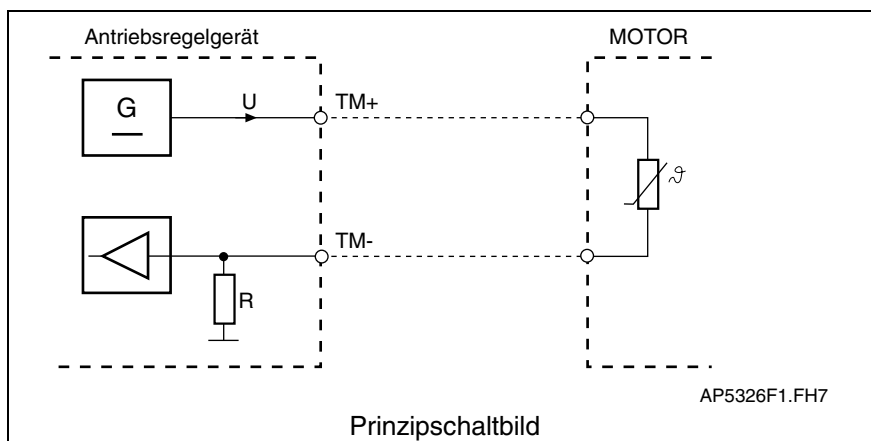 Antriebsregelgerät
MOTOR
G
U
TM+
ϑ
TM-
R
AP5326F1.FH7
Prinzipschaltbild